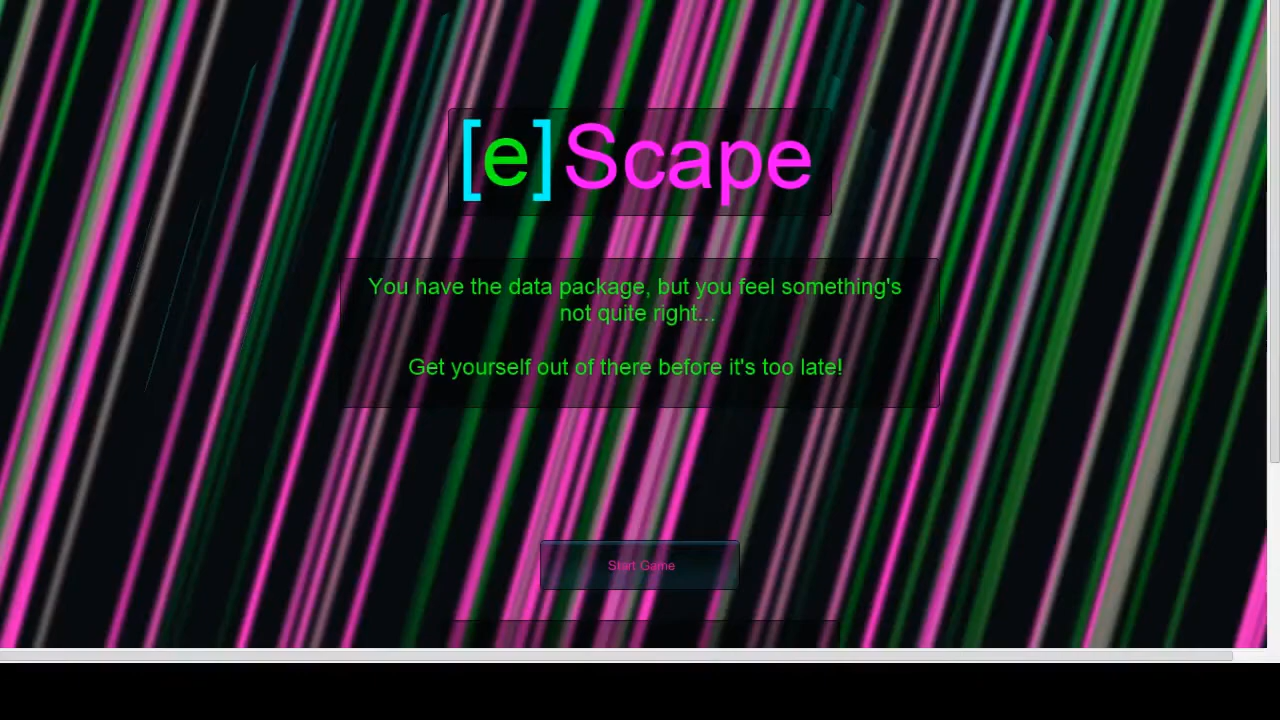 [e]Scape
You have the data package, but you feel something's
not quite right...
Get yourself out of there before it's too late!
Start Game